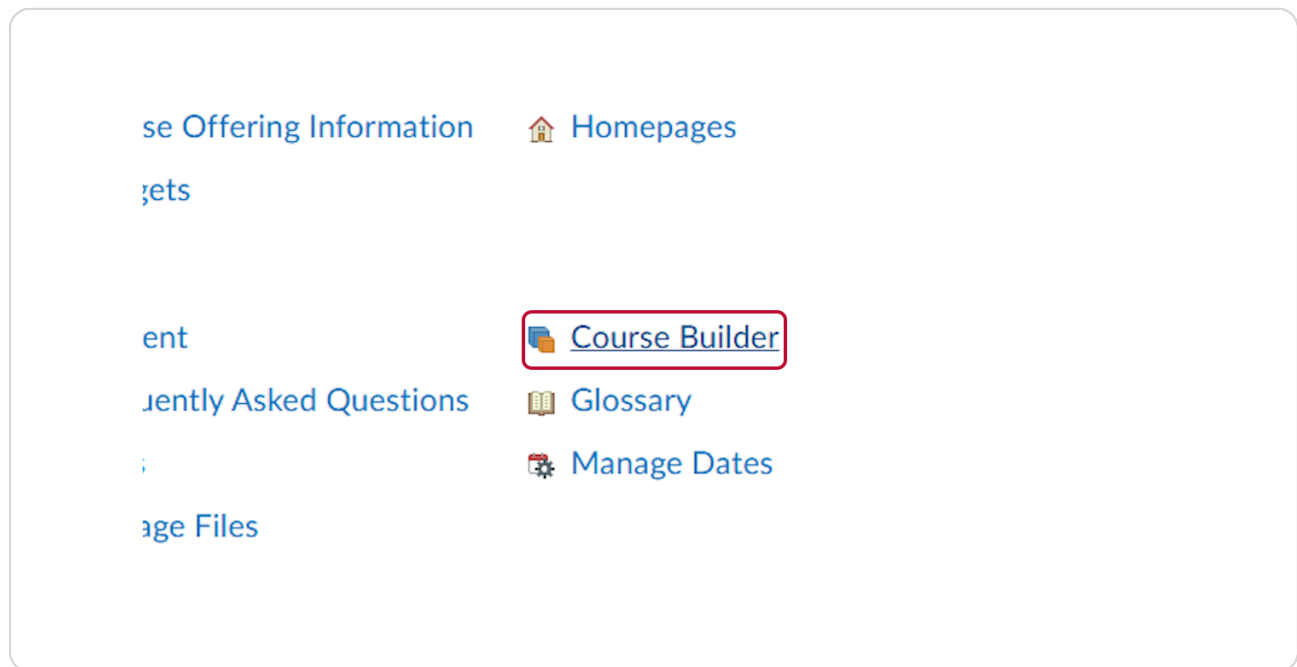 se Offering Information
Homepages
gets
ent
Course Builder
uently Asked Questions
Glossary
s
Manage Dates
age Files